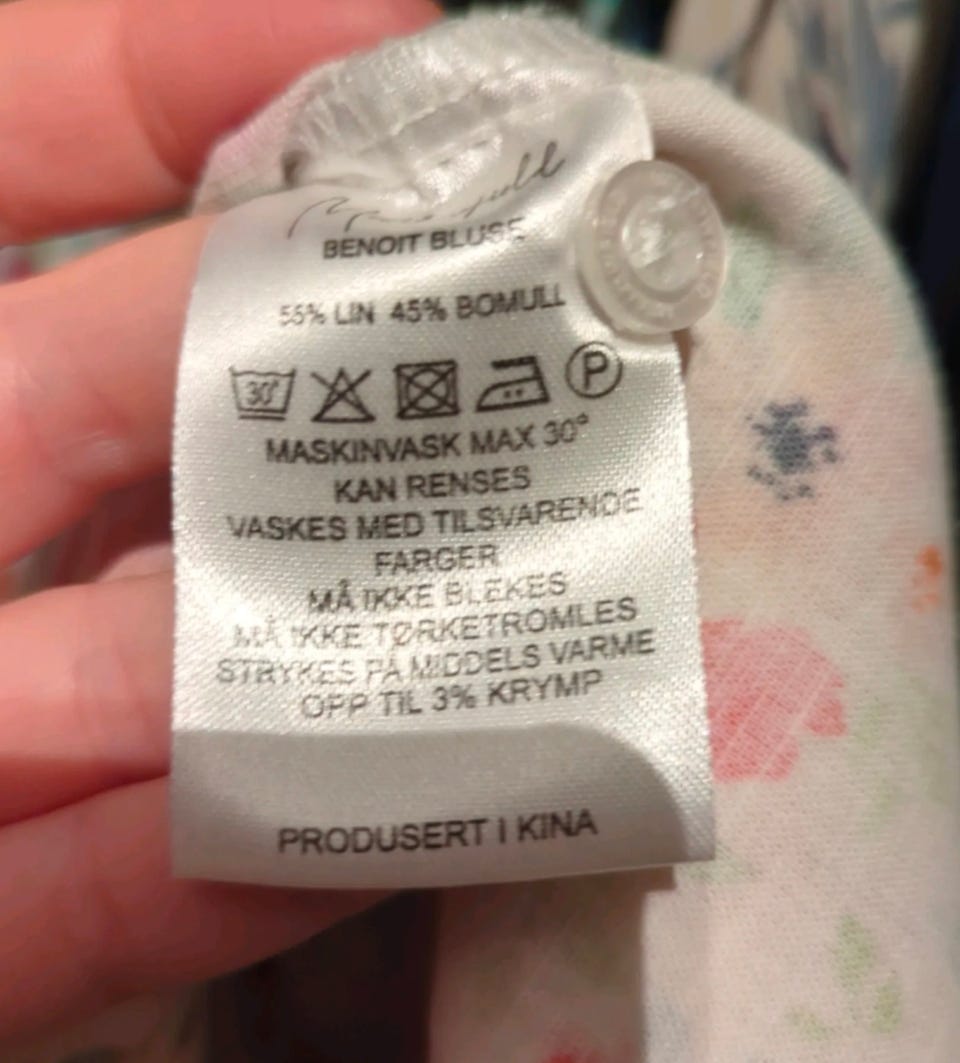 BENOIT BLUSE
55% LIN 45% BOMULL
30° P
MASKINVASK MAX 30°
KAN RENSES
VASKES MED TILSVARENDE
FARGER
MÅ IKKE BLEKES
MÅ IKKE TØRKETROMLES
STRYKES PÅ MIDDELS VARME
OPP TIL 3% KRYMP
PRODUSERT I KINA